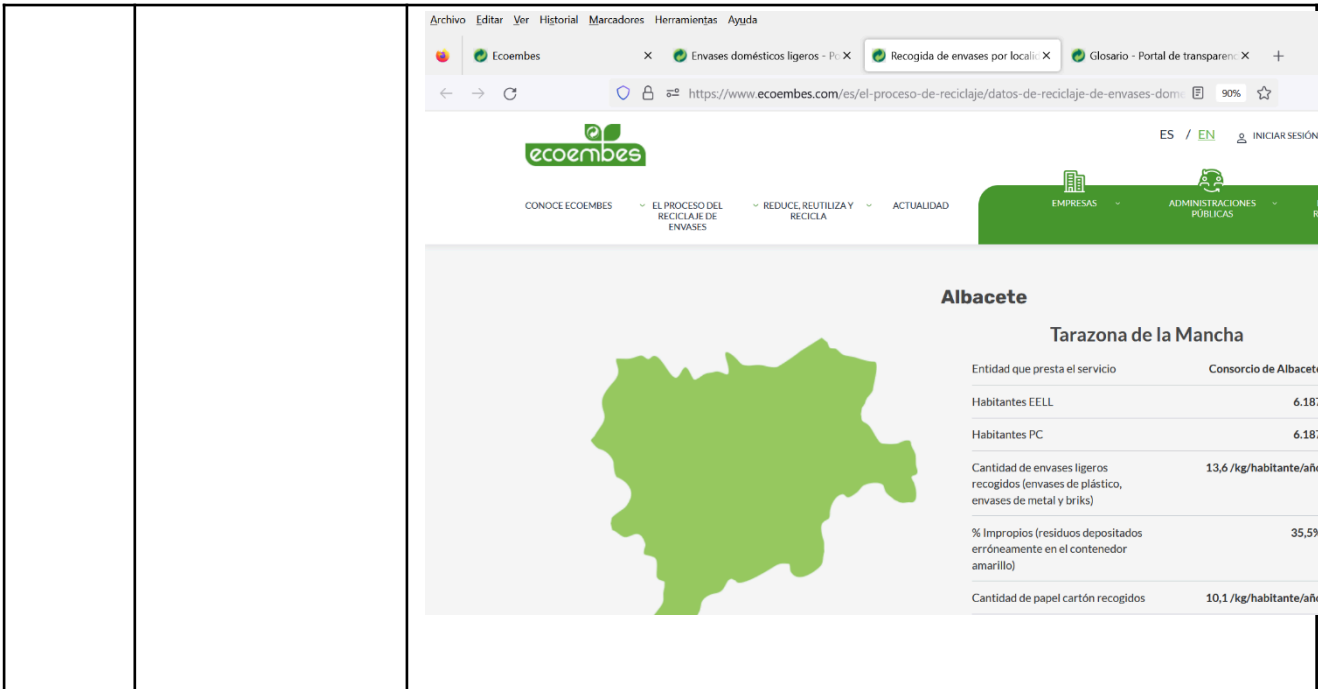 Archivo Editar Ver Historial Marcadores Herramientas Ayuda
Ecoembes
Envases domésticos ligeros - Po
Recogida de envases por localic
Glosario - Portal de transparenc
https://www.ecoembes.com/es/el-proceso-de-reciclaje/datos-de-reciclaje-de-envases-domc
90%
ecoembes
ES / EN INICIAR SESIÓN
CONOCE ECOEMBES
EL PROCESO DEL
RECICLAJE DE
ENVASES
REDUCE, REUTILIZA Y
RECICLA
ACTUALIDAD
EMPRESAS
ADMINISTRACIONES
PÚBLICAS
Albacete
Tarazona de la Mancha
Entidad que presta el servicio Consorcio de Albacete
Habitantes EELL 6.187
Habitantes PC 6.187
Cantidad de envases ligeros 13,6 /kg/habitante/año
recogidos (envases de plástico,
envases de metal y briks)
% Impropios (residuos depositados 35,5%
erróneamente en el contenedor
amarillo)
Cantidad de papel cartón recogidos 10,1 /kg/habitante/año